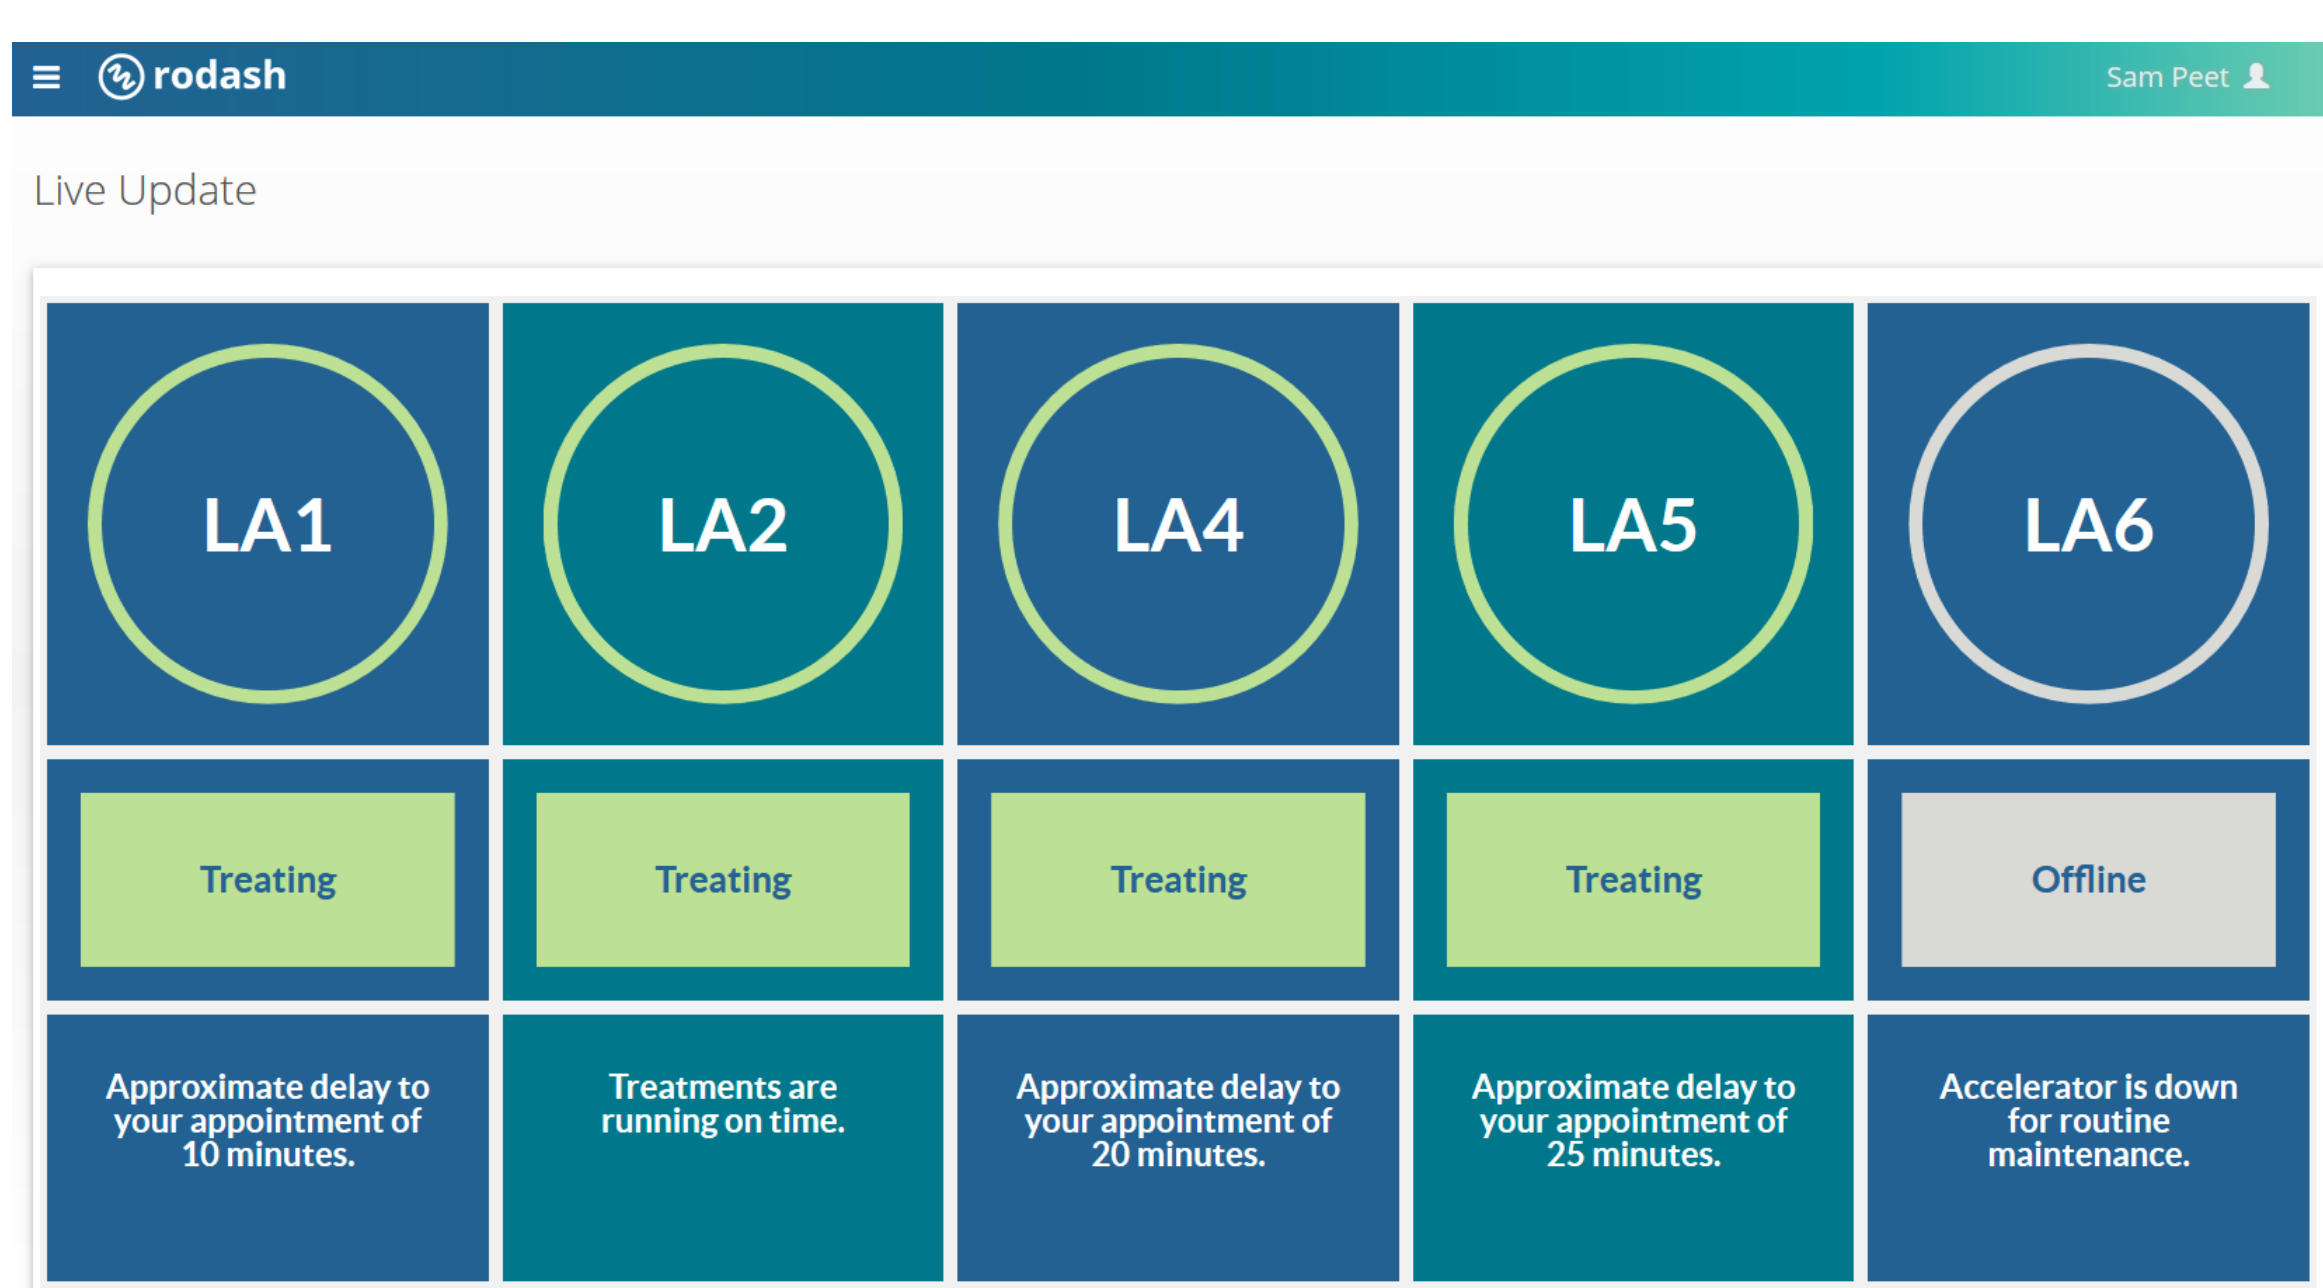 rodash
Sam Peet
Live Update
LA1
LA2
LA4
LA5
LA6
Treating
Treating
Treating
Treating
Offline
Approximate delay to
your appointment of
10 minutes.
Treatments are
running on time.
Approximate delay to
your appointment of
20 minutes.
Approximate delay to
your appointment of
25 minutes.
Accelerator is down
for routine
maintenance.